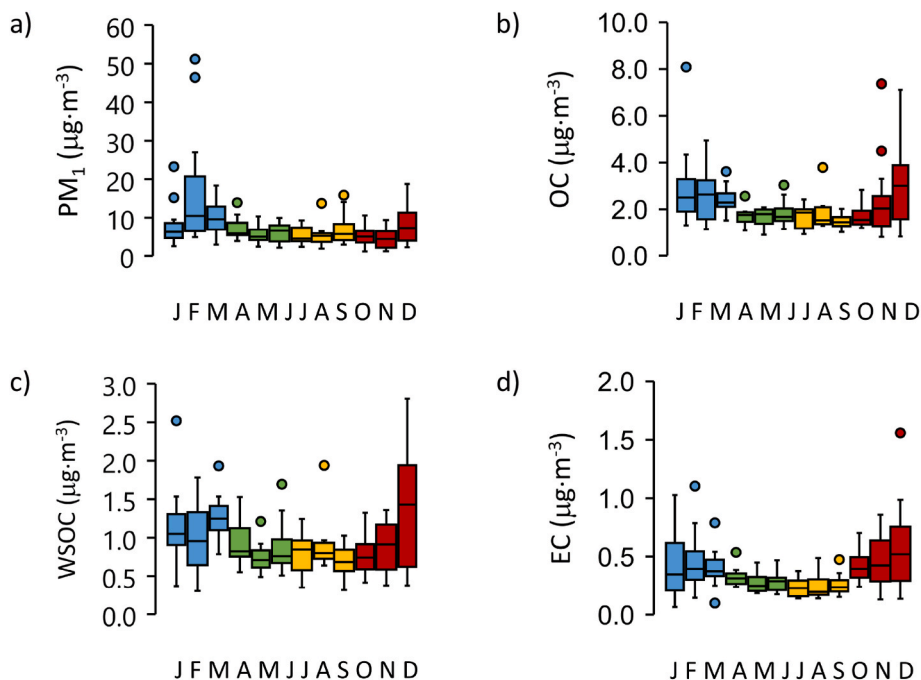 a)
PM₁ (μg·m⁻³)
60
50
40
30
20
10
0
J F M A M J J A S O N D
b)
OC (μg·m⁻³)
10.0
8.0
6.0
4.0
2.0
0.0
J F M A M J J A S O N D
c)
WSOC (μg·m⁻³)
3.0
2.5
2.0
1.5
1.0
0.5
0.0
J F M A M J J A S O N D
d)
EC (μg·m⁻³)
2.0
1.5
1.0
0.5
0.0
J F M A M J J A S O N D